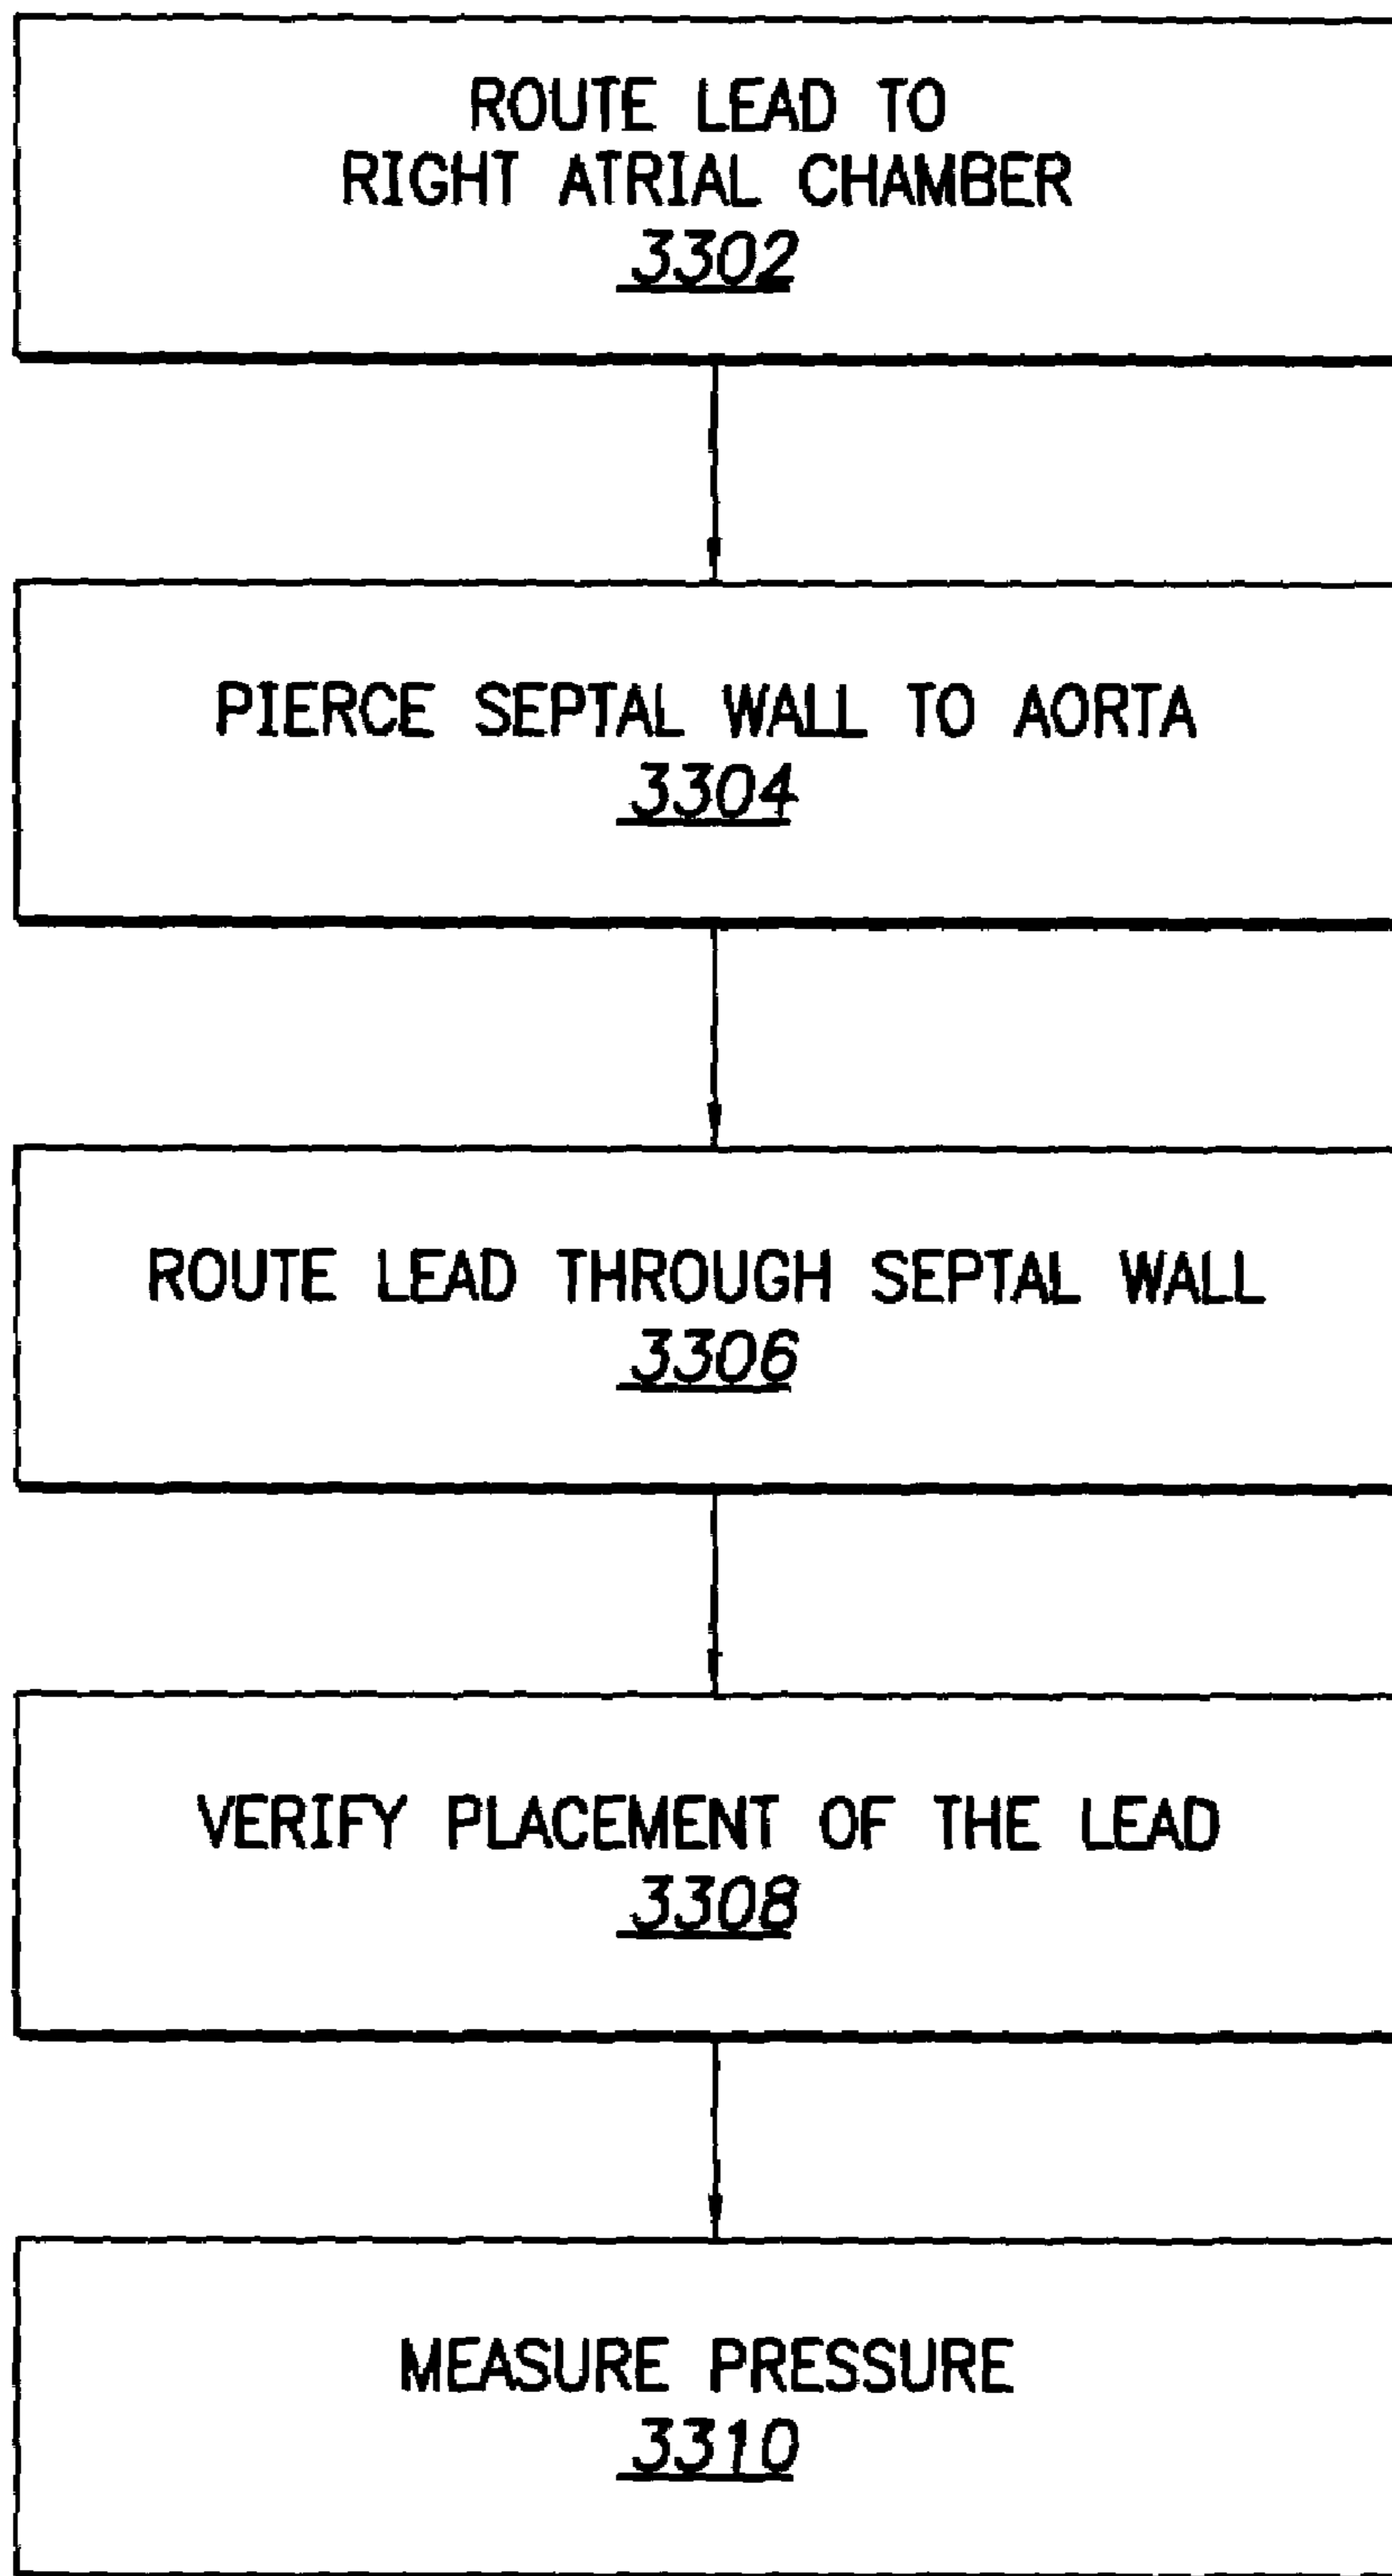 ROUTE LEAD TO
RIGHT ATRIAL CHAMBER
3302
PIERCE SEPTAL WALL TO AORTA
3304
ROUTE LEAD THROUGH SEPTAL WALL
3306
VERIFY PLACEMENT OF THE LEAD
3308
MEASURE PRESSURE
3310